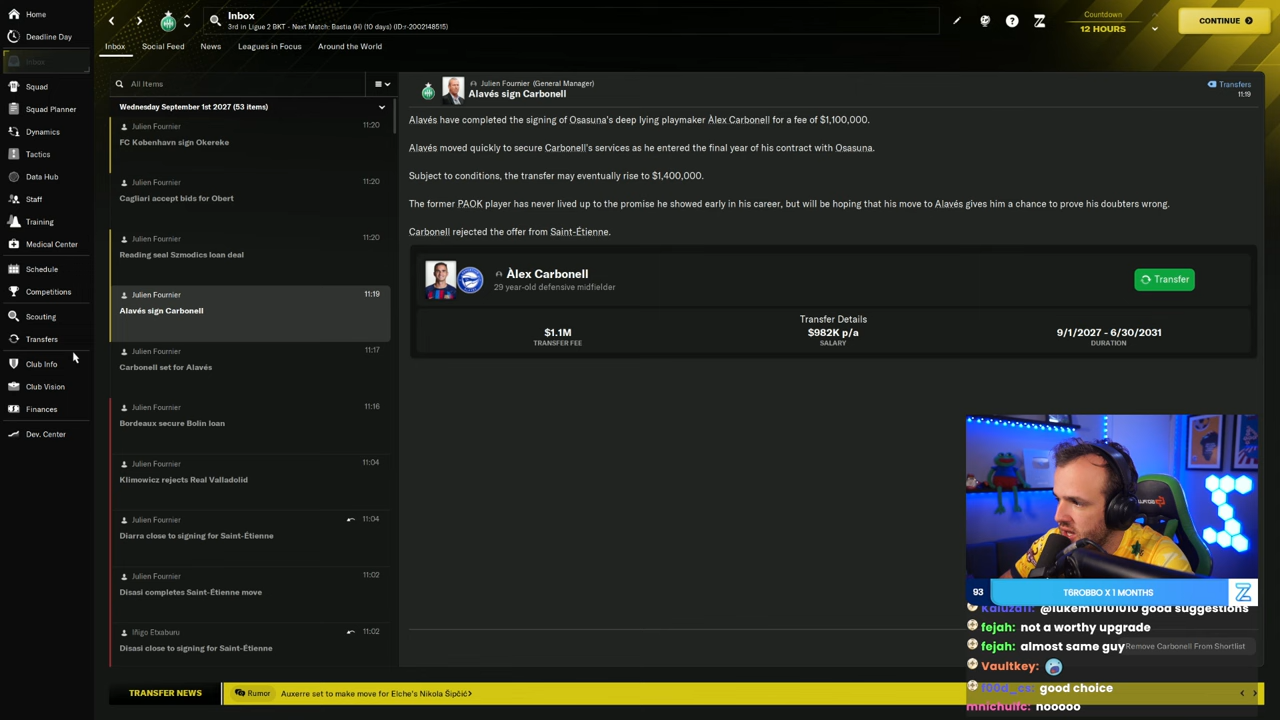 Home
Deadline Day
Inbox
Squad
Squad Planner
Dynamics
Tactics
Data Hub
Staff
Training
Medical Center
Schedule
Competitions
Scouting
Transfers
Club Info
Club Vision
Finances
Dev. Center
Inbox
3rd in Ligue 2 BKT - Next Match: Bastia (H) (10 days) (ID:r-2002148515)
Countdown
12 HOURS
CONTINUE
Inbox
Social Feed
News
Leagues in Focus
Around the World
All Items
Wednesday September 1st 2027 (53 items)
Julien Fournier 11:20
FC København sign Okereke
Julien Fournier 11:20
Cagliari accept bids for Obert
Julien Fournier 11:20
Reading seal Szmodics loan deal
Julien Fournier 11:19
Alavés sign Carbonell
Julien Fournier 11:17
Carbonell set for Alavés
Julien Fournier 11:16
Bordeaux secure Bolin loan
Julien Fournier 11:04
Klimowicz rejects Real Valladolid
Julien Fournier 11:04
Diarra close to signing for Saint-Étienne
Julien Fournier 11:02
Disasi completes Saint-Étienne move
Iñigo Etxaburu 11:02
Disasi close to signing for Saint-Étienne
Julien Fournier (General Manager)
Alavés sign Carbonell
Transfers
11:19
Alavés have completed the signing of Osasuna's deep lying playmaker Àlex Carbonell for a fee of $1,100,000.
Alavés moved quickly to secure Carbonell's services as he entered the final year of his contract with Osasuna.
Subject to conditions, the transfer may eventually rise to $1,400,000.
The former PAOK player has never lived up to the promise he showed early in his career, but will be hoping that his move to Alavés gives him a chance to prove his doubters wrong.
Carbonell rejected the offer from Saint-Étienne.
Àlex Carbonell
29 year-old defensive midfielder
Transfer
Transfer Details
$1.1M
TRANSFER FEE
$982K p/a
SALARY
9/1/2027 - 6/30/2031
DURATION
93
T6ROBBO X 1 MONTHS
@lukem10101010 good suggestions
fejah: not a worthy upgrade
fejah: almost same guy
Remove Carbonell From Shortlist
Vaultkey:
f00d_cs: good choice
mnichulfc: nooooo
TRANSFER NEWS
Rumor
Auxerre set to make move for Elche's Nikola Šipčić>